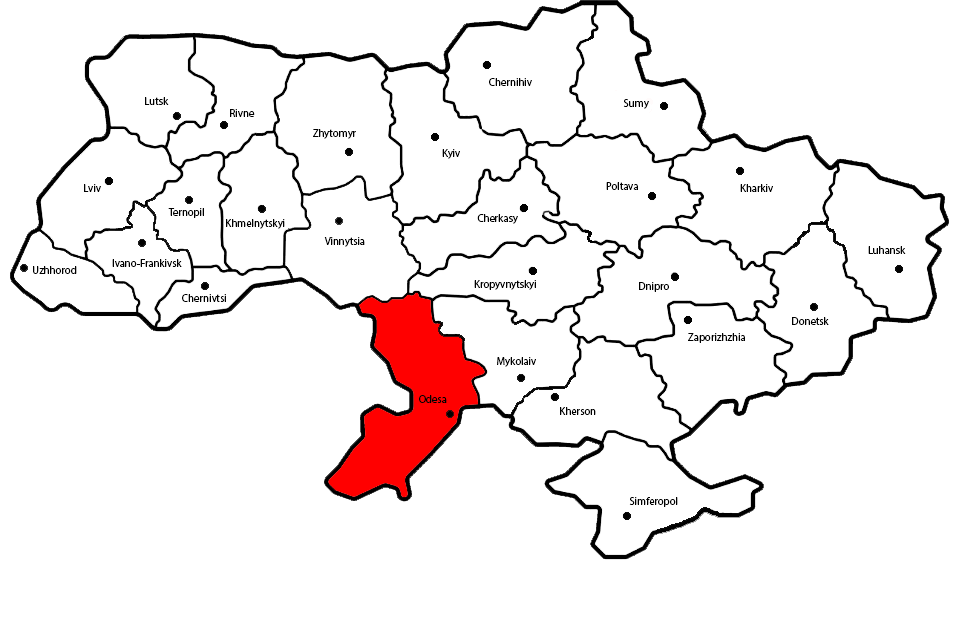 Chernihiv
Lutsk
Sumy
Rivne
Zhytomyr
Kyiv
Lviv
Poltava
Kharkiv
Ternopil
Khmelnytskyi
Cherkasy
Vinnytsia
Luhansk
Uzhhorod
Ivano-Frankivsk
Kropyvnytskyi
Dnipro
Chernivtsi
Donetsk
Zaporizhzhia
Mykolaiv
Odesa
Kherson
Simferopol